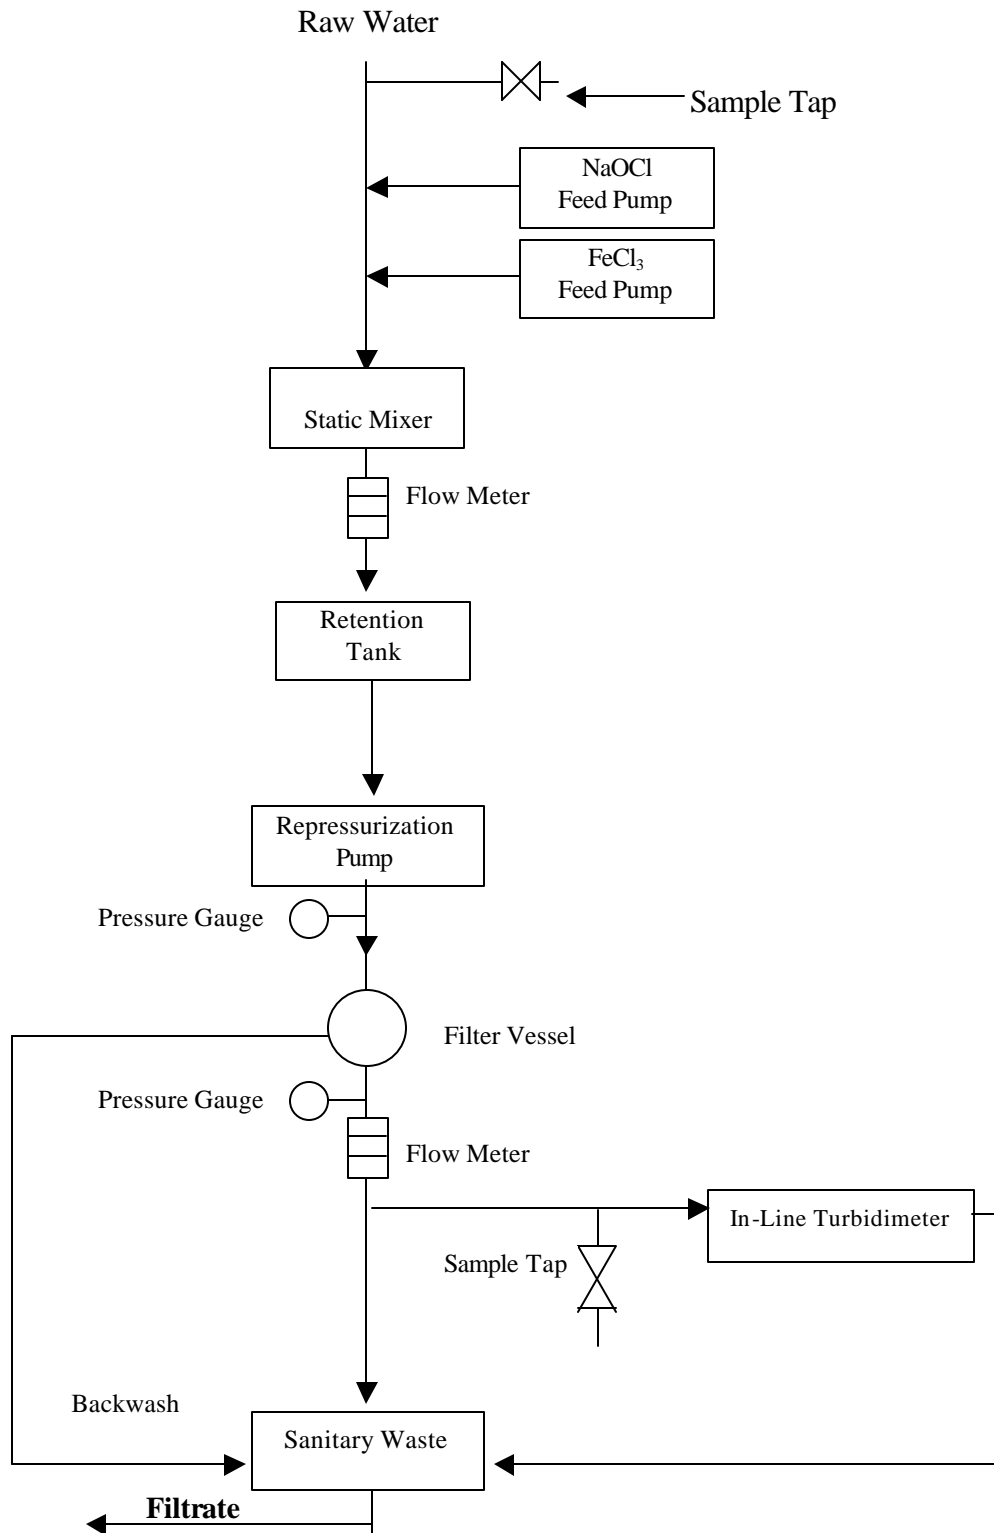 Raw Water
Sample Tap
NaOCl
Feed Pump
FeCl₃
Feed Pump
Static Mixer
Flow Meter
Retention
Tank
Repressurization
Pump
Pressure Gauge
Filter Vessel
Pressure Gauge
Flow Meter
In-Line Turbidimeter
Sample Tap
Backwash
Sanitary Waste
Filtrate